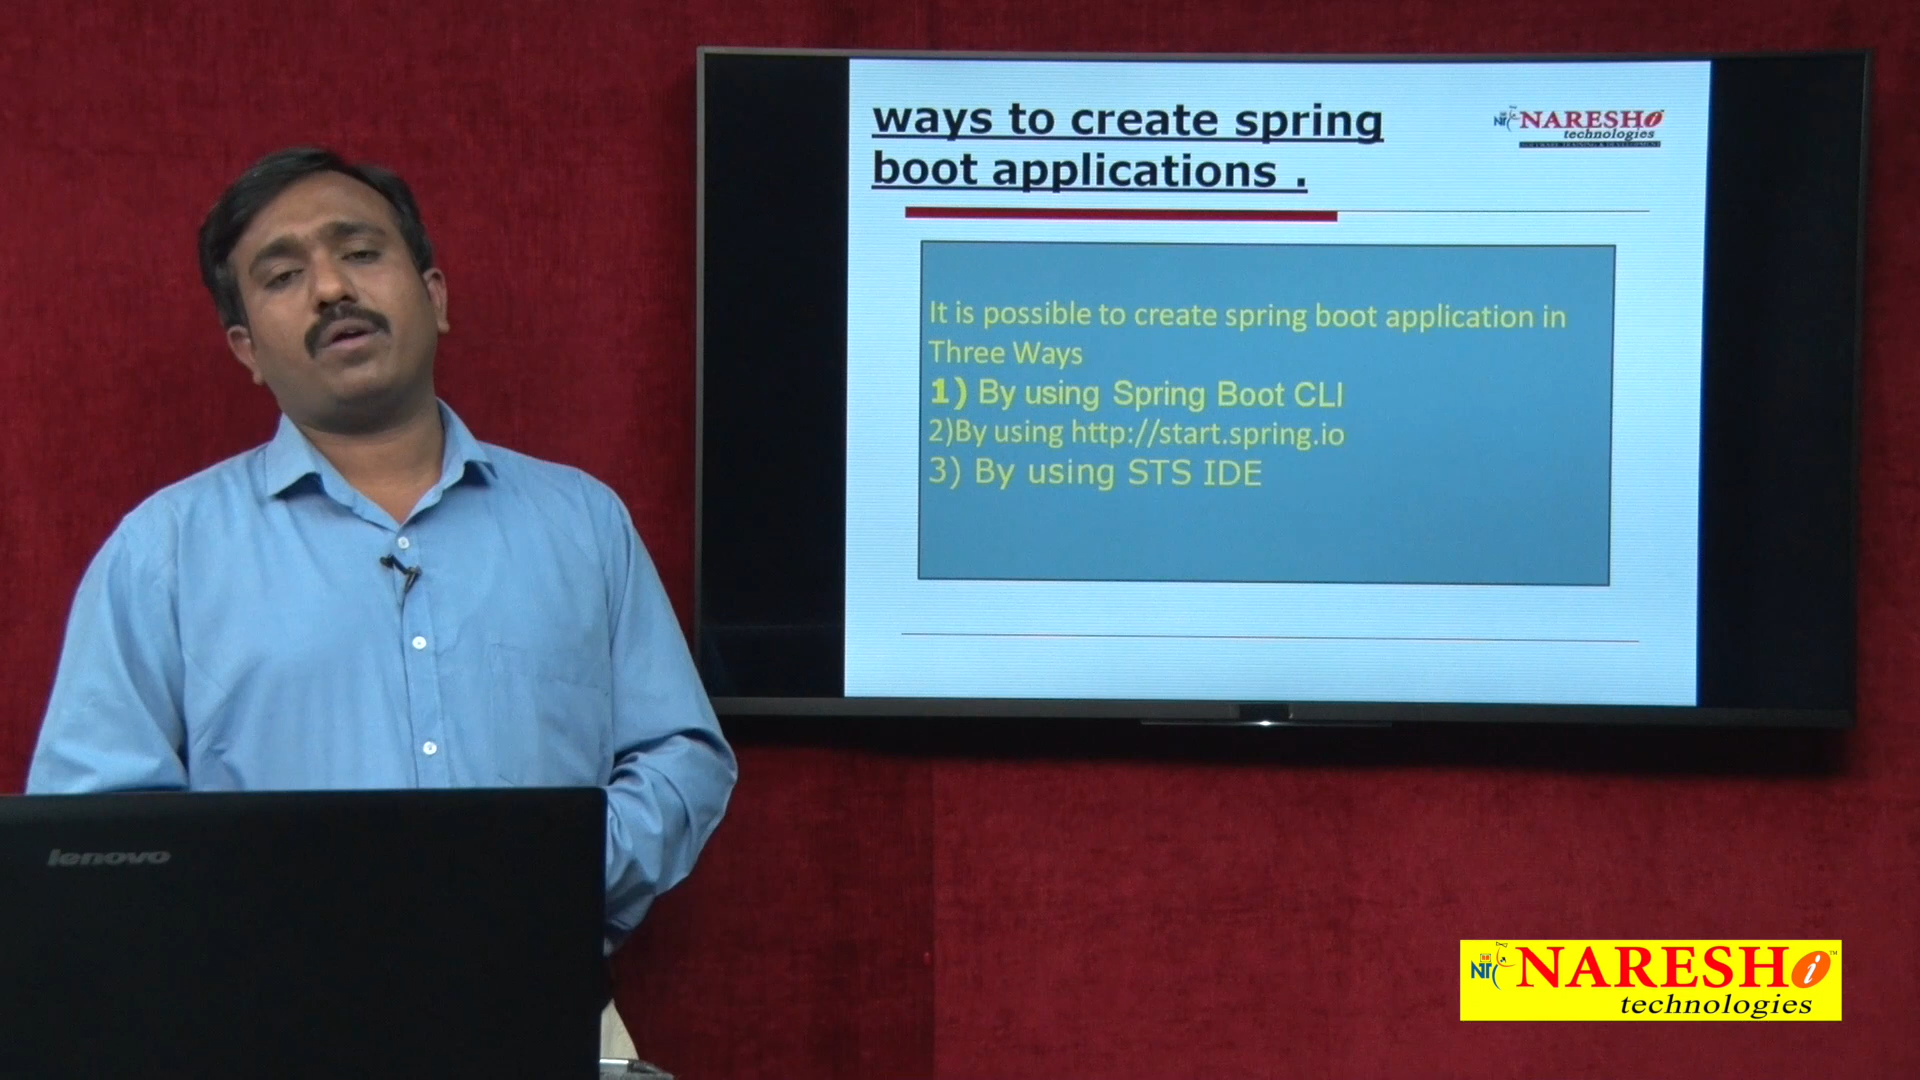 ways to create spring
boot applications .
NARESHi
technologies
It is possible to create spring boot application in
Three Ways
1) By using Spring Boot CLI
2)By using http://start.spring.io
3) By using STS IDE
lenovo
NARESHi
technologies